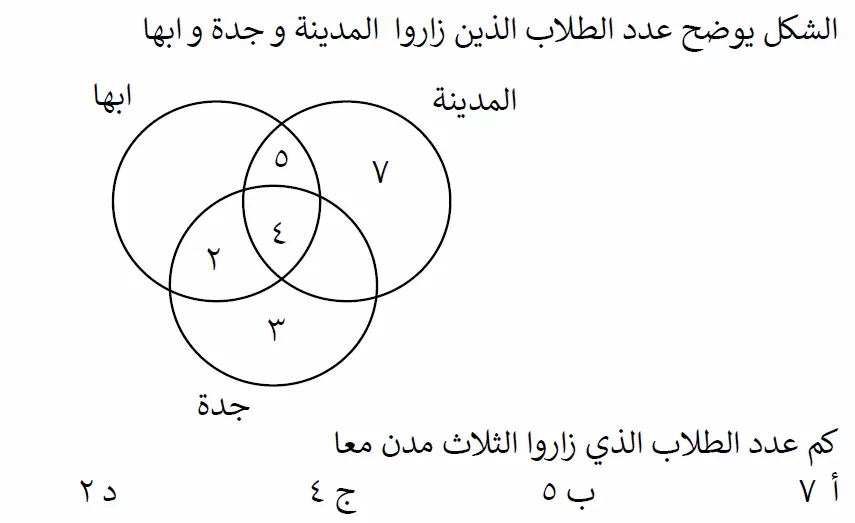 الشكل يوضح عدد الطلاب الذين زاروا المدينة و جدة و ابها
ابها
المدينة
٥
٧
٤
٢
٣
جدة
كم عدد الطلاب الذي زاروا الثلاث مدن معا
أ ٧ ب ٥ ج ٤ د ٢